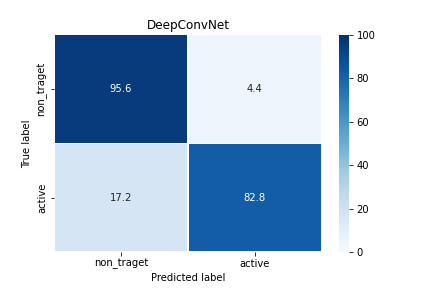 DeepConvNet
True label
non_traget
active
95.6
4.4
17.2
82.8
non_traget
active
Predicted label
100
80
60
40
20
0